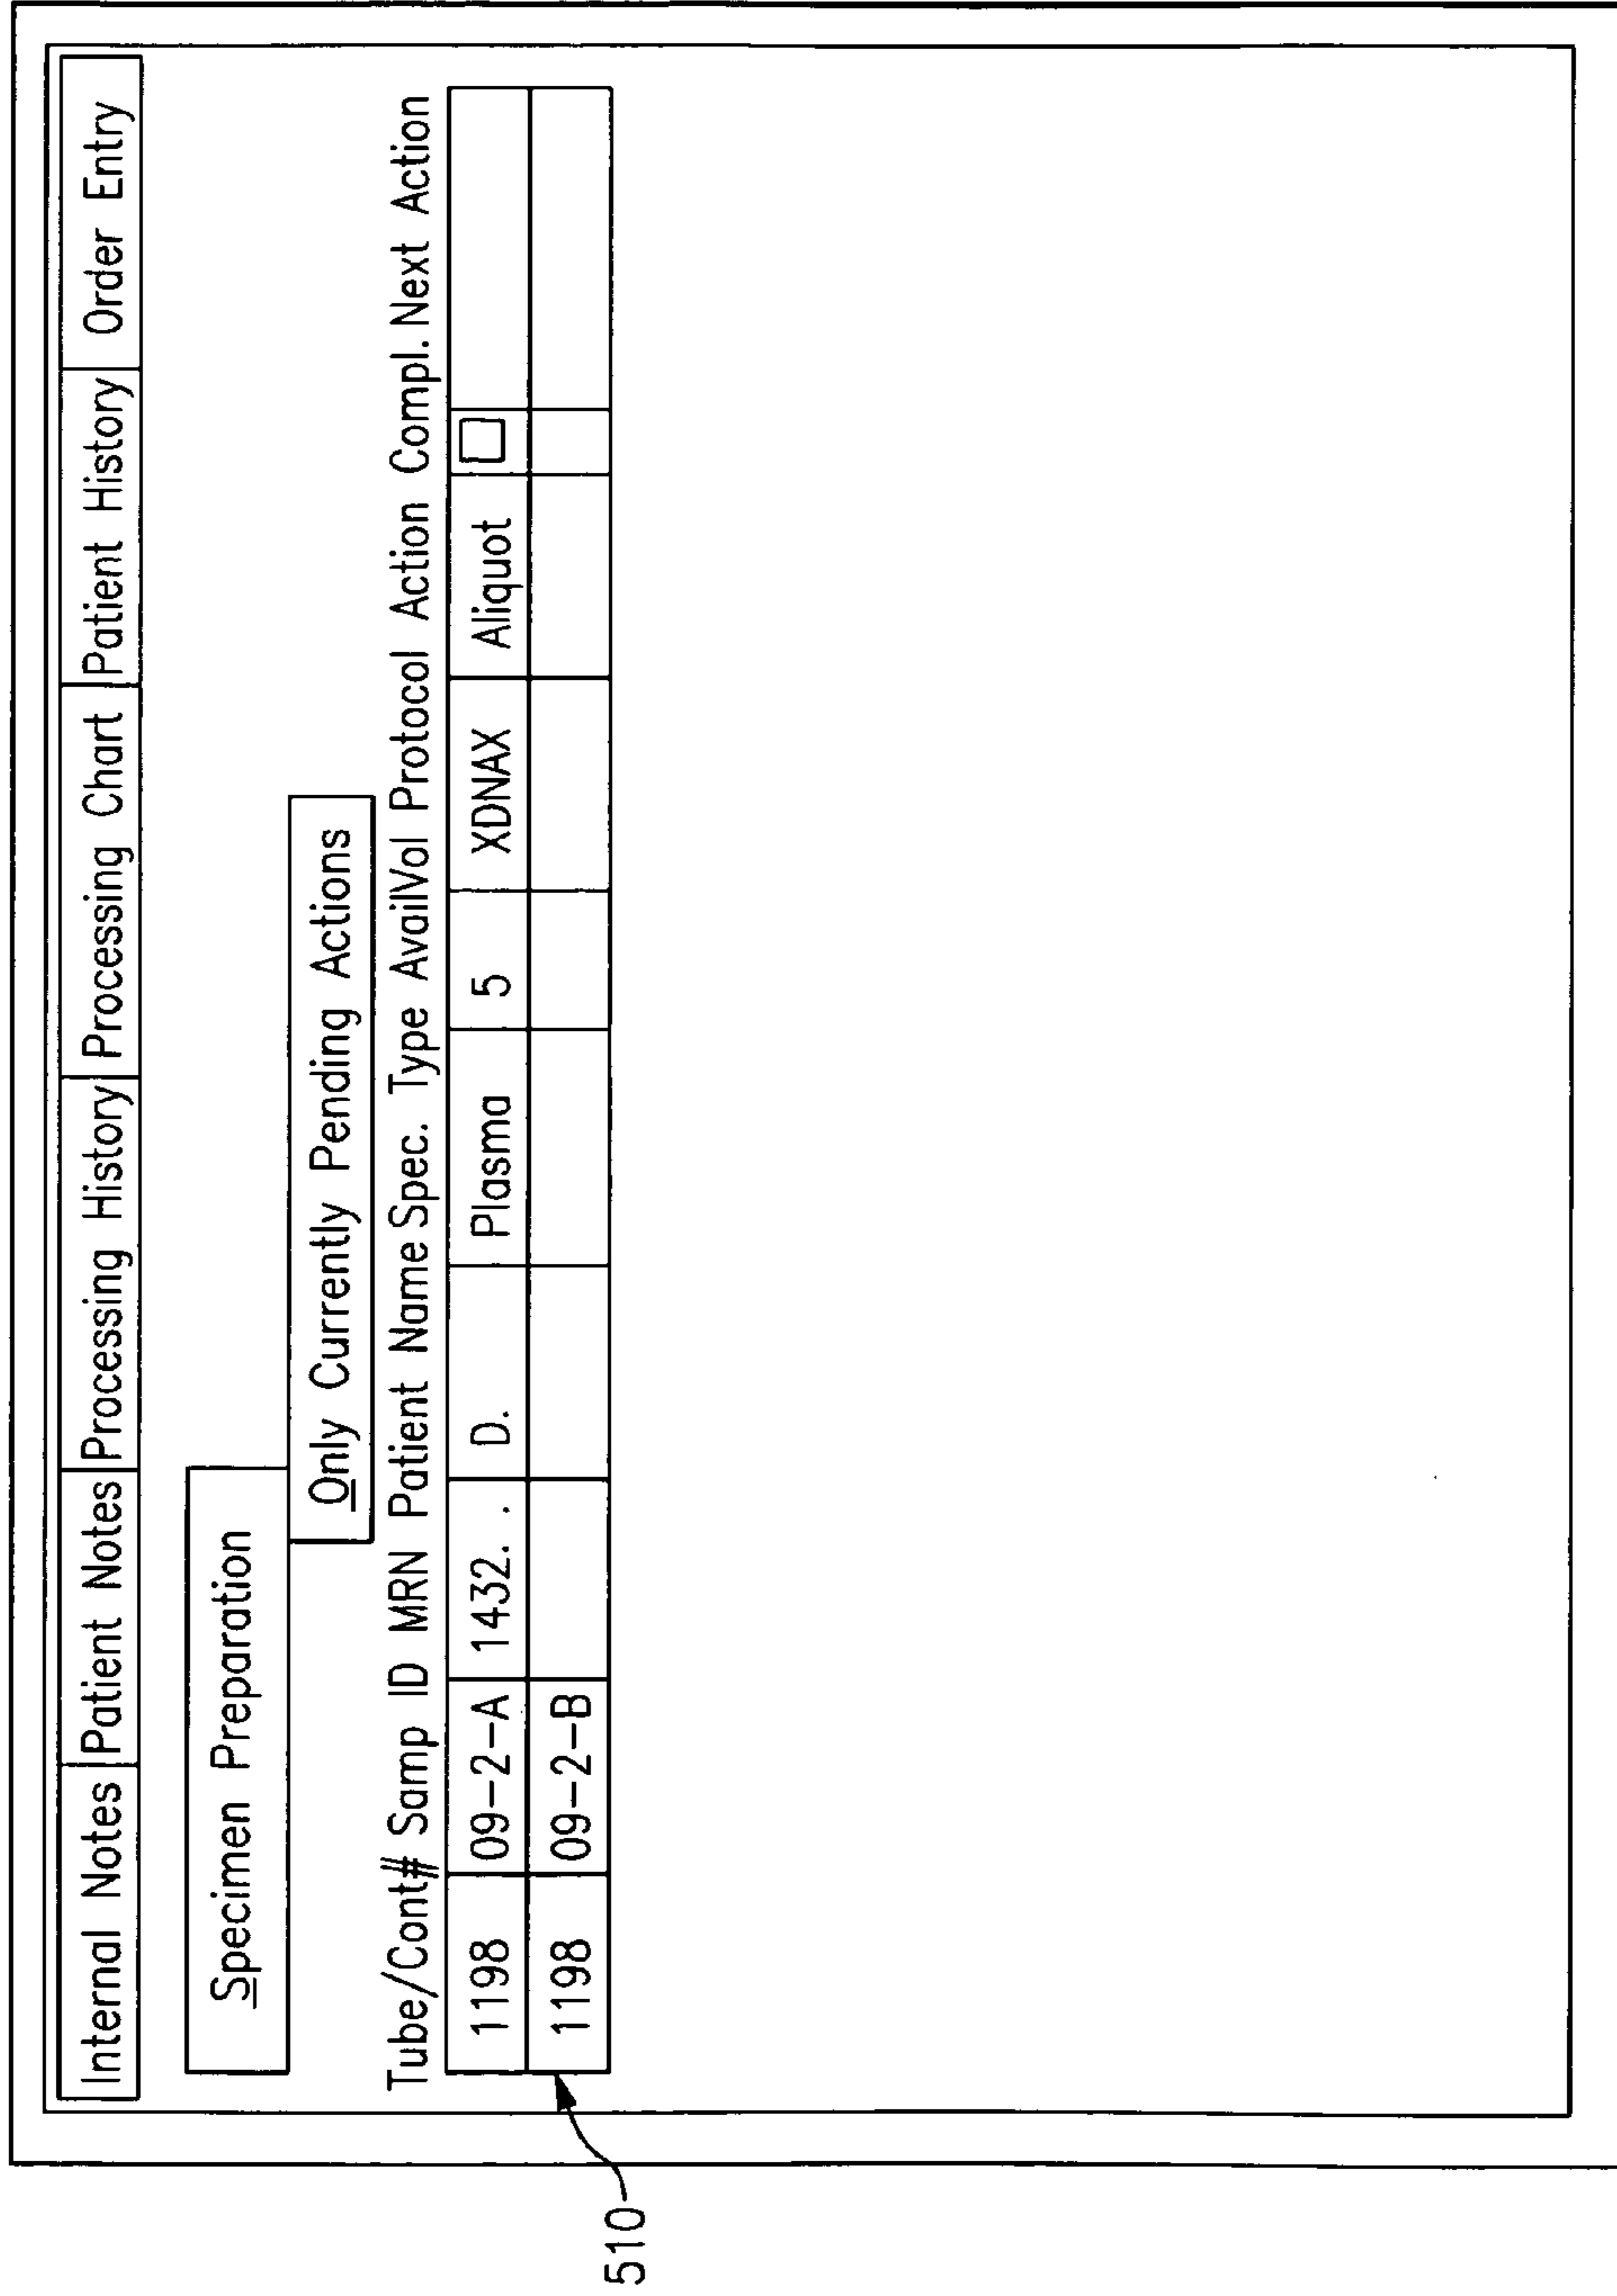 Internal Notes Patient Notes Processing History Processing Chart Patient History Order Entry
Specimen Preparation
Only Currently Pending Actions
Tube/Cont# Samp ID MRN Patient Name Spec. Type AvailVol Protocol Action Compl. Next Action
1198 09-2-A 1432. . D. Plasma 5 XDNAX Aliquot
1198 09-2-B
510